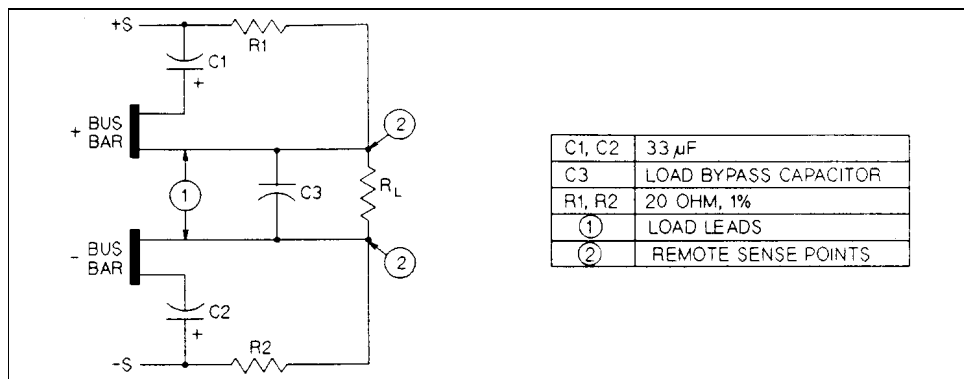 +S
R1
C1
+
+ BUS BAR
2
1
C3
RL
- BUS BAR
2
C2
+
R2
-S
C1, C2 33 µF
C3 LOAD BYPASS CAPACITOR
R1, R2 20 OHM, 1%
1 LOAD LEADS
2 REMOTE SENSE POINTS